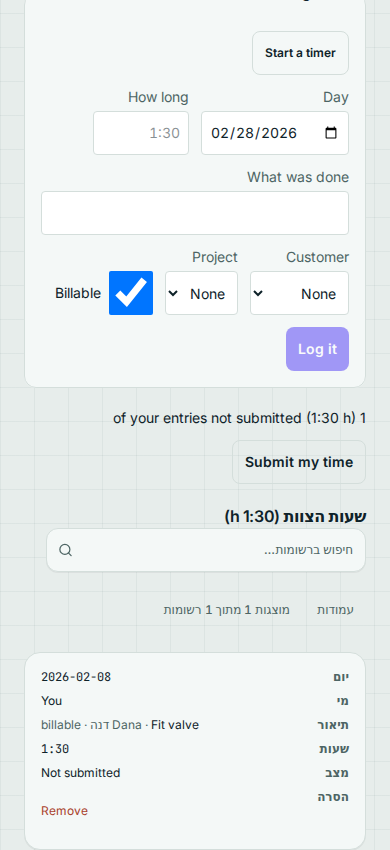 Start a timer
Day
How long
02/28/2026
1:30
What was done
Customer
Project
None
None
Billable
Log it
1 of your entries not submitted (1:30 h)
Submit my time
שעות הצוות (1:30 h)
חיפוש ברשומות...
עמודות
מוצגות 1 מתוך 1 רשומות
יום
2026-02-08
מי
You
תיאור
Fit valve · Dana דנה · billable
שעות
1:30
מצב
Not submitted
הסרה
Remove